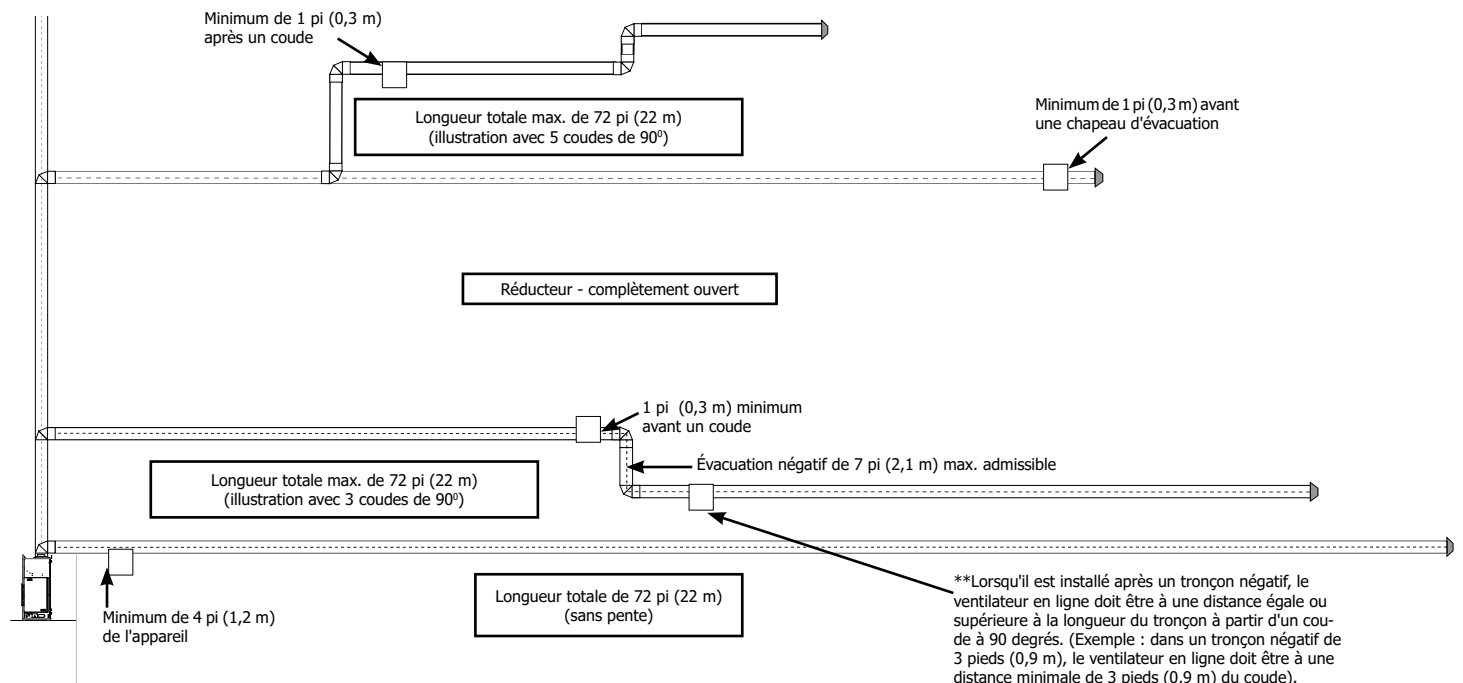 Minimum de 1 pi (0,3 m)
après un coude
Longueur totale max. de 72 pi (22 m)
(illustration avec 5 coudes de 90⁰)
Minimum de 1 pi (0,3 m) avant
une chapeau d'évacuation
Réducteur - complètement ouvert
1 pi (0,3 m) minimum
avant un coude
Évacuation négatif de 7 pi (2,1 m) max. admissible
Longueur totale max. de 72 pi (22 m)
(illustration avec 3 coudes de 90⁰)
Minimum de 4 pi (1,2 m)
de l'appareil
Longueur totale de 72 pi (22 m)
(sans pente)
**Lorsqu'il est installé après un tronçon négatif, le
ventilateur en ligne doit être à une distance égale ou
supérieure à la longueur du tronçon à partir d'un cou-
de à 90 degrés. (Exemple : dans un tronçon négatif de
3 pieds (0,9 m), le ventilateur en ligne doit être à une
distance minimale de 3 pieds (0,9 m) du coude).